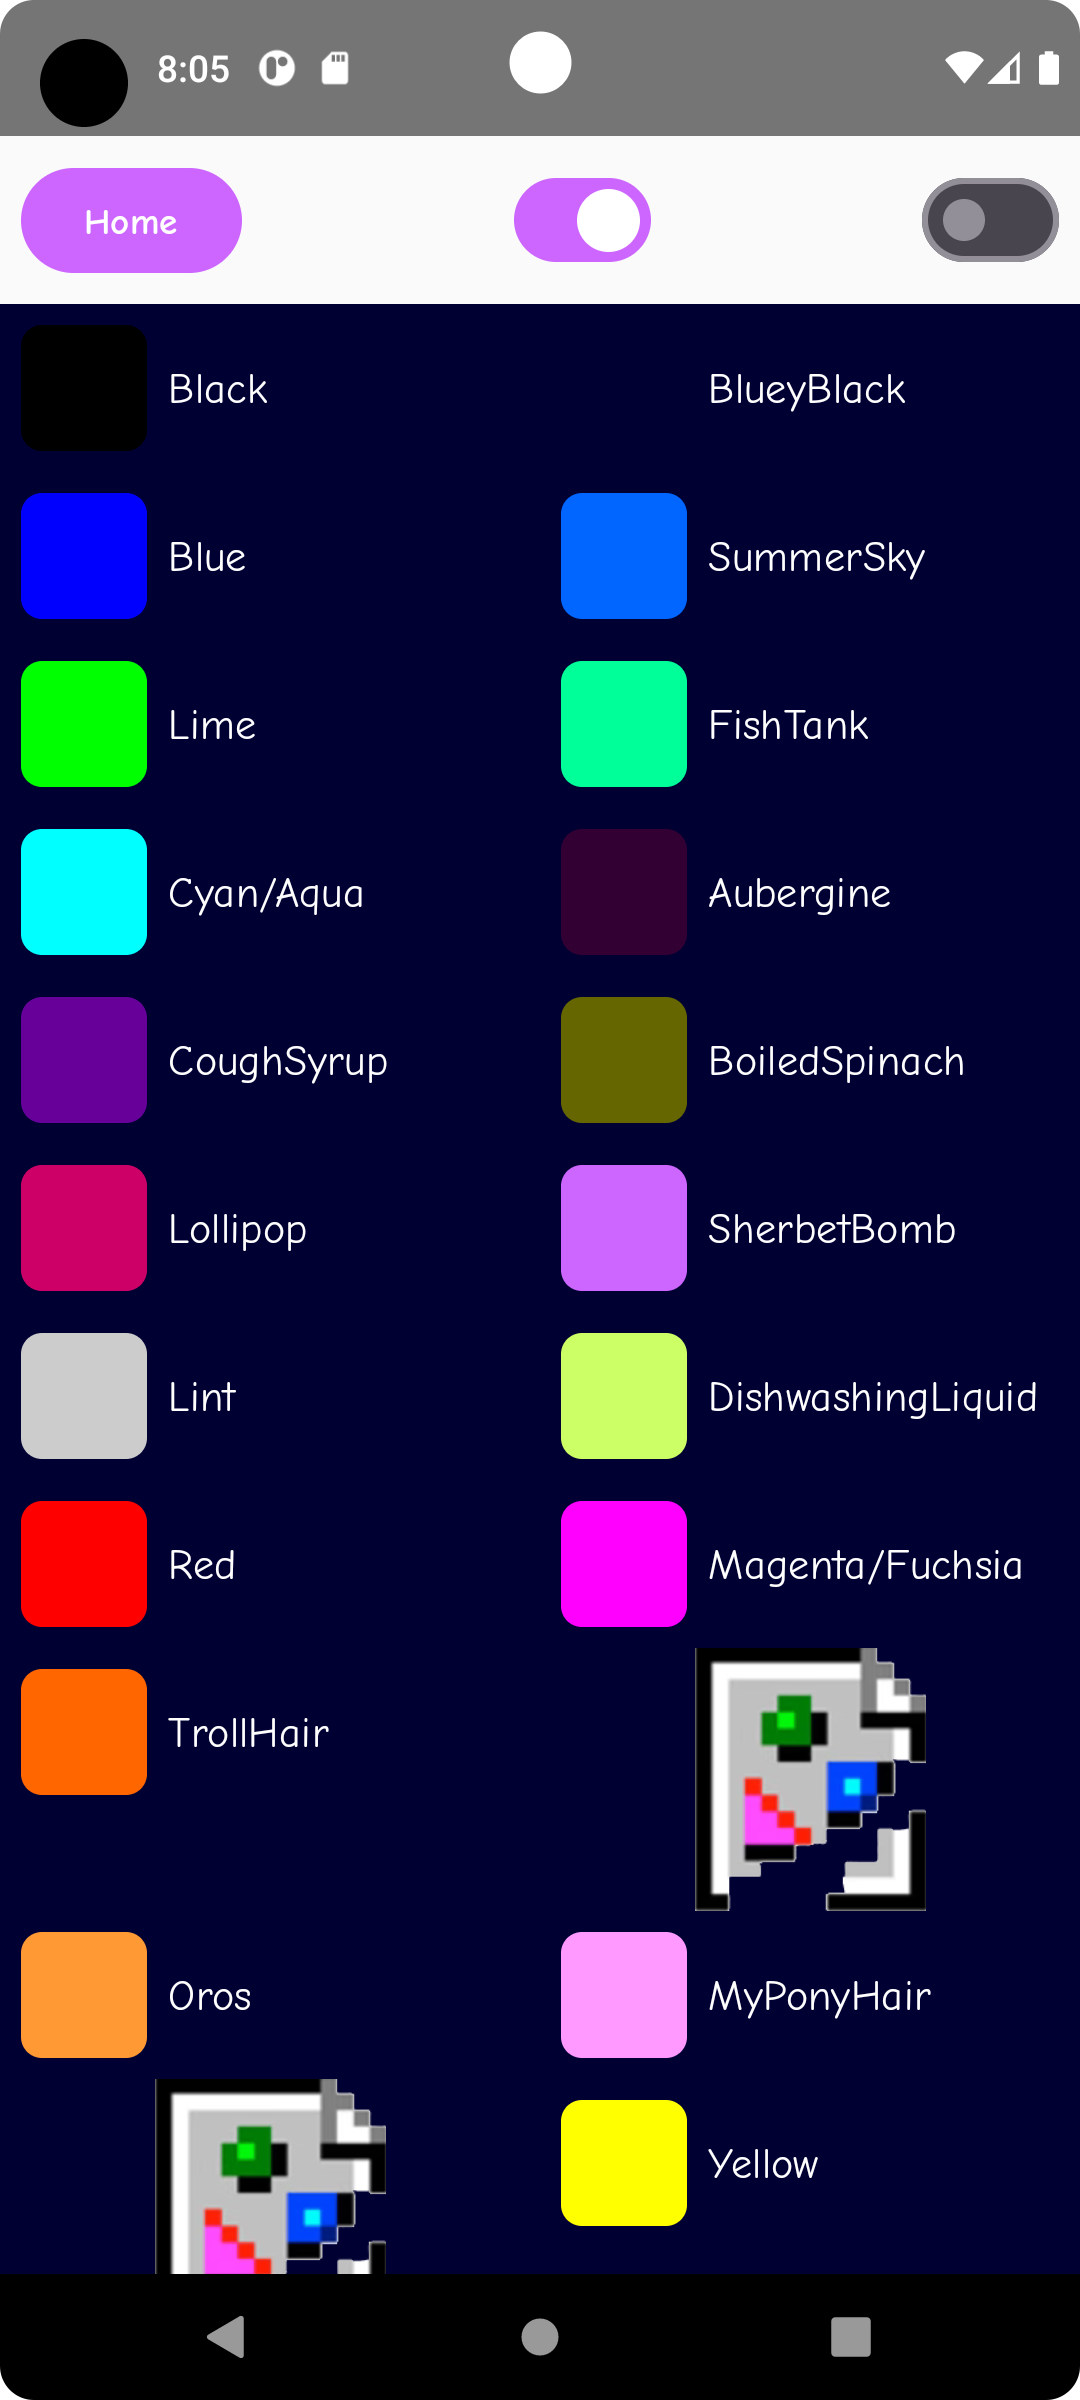 8:05
Home
Black
BlueyBlack
Blue
SummerSky
Lime
FishTank
Cyan/Aqua
Aubergine
CoughSyrup
BoiledSpinach
Lollipop
SherbetBomb
Lint
DishwashingLiquid
Red
Magenta/Fuchsia
TrollHair
Oros
MyPonyHair
Yellow